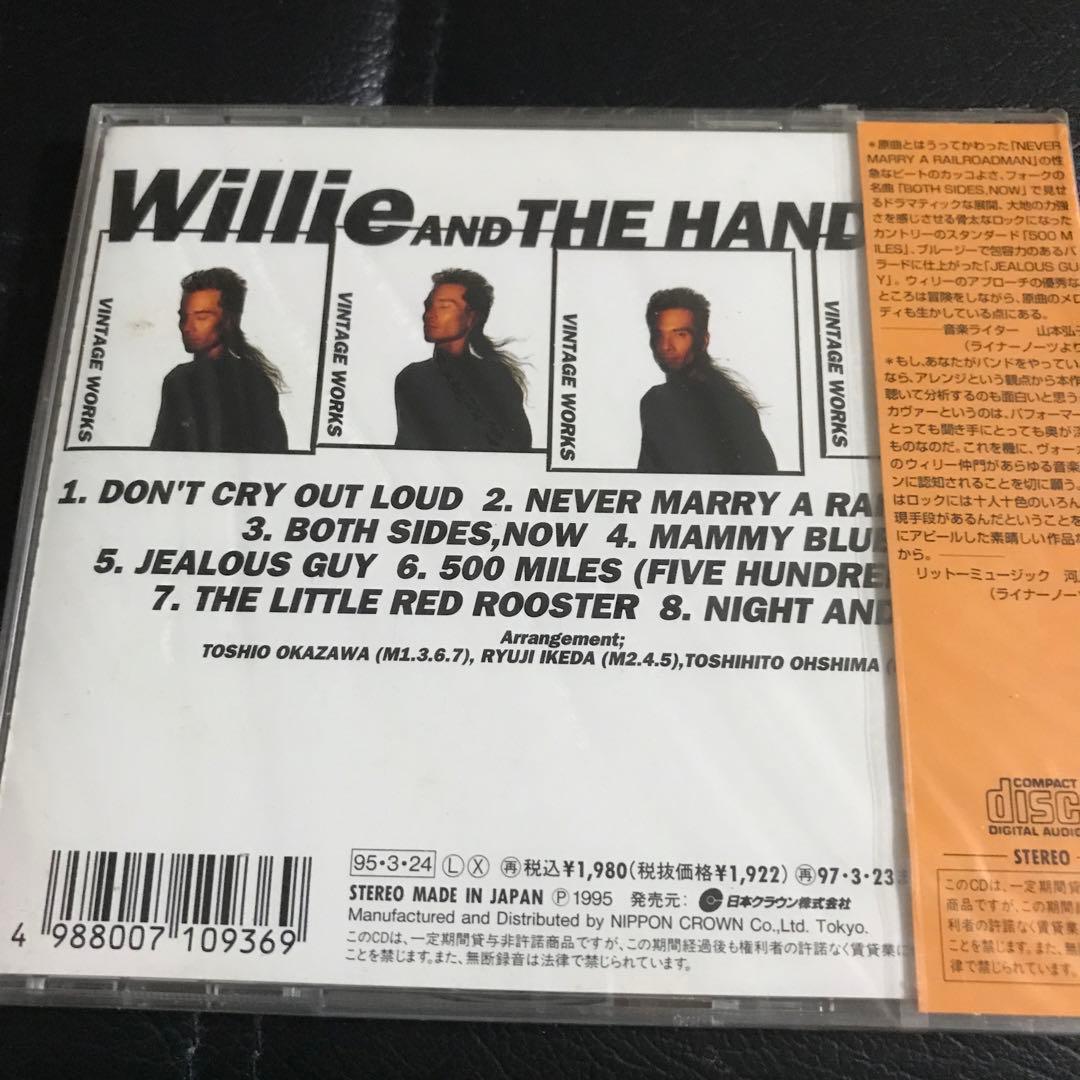 Willie AND THE HAND
VINTAGE WORKS
VINTAGE WORKS
VINTAGE WORKS
1. DON'T CRY OUT LOUD 2. NEVER MARRY A RAI
3. BOTH SIDES,NOW 4. MAMMY BLUE
5. JEALOUS GUY 6. 500 MILES (FIVE HUNDRE
7. THE LITTLE RED ROOSTER 8. NIGHT AND
Arrangement;
TOSHIO OKAZAWA (M1.3.6.7), RYUJI IKEDA (M2.4.5),TOSHIHITO OHSHIMA (
4 988007 109369
95・3・24 Ⓛ Ⓧ ㊞税込¥1,980(税抜価格¥1,922) 再97・3・23ま
STEREO MADE IN JAPAN Ⓟ1995 発売元: 日本クラウン株式会社
Manufactured and Distributed by NIPPON CROWN Co.,Ltd. Tokyo.
このCDは、一定期間貸与非許諾商品ですが、この期間経過後も権利者の許諾なく賃貸業に
ことを禁じます。また、無断録音は法律で禁じられています。
*原曲とはうってかわった「NEVER
MARRY A RAILROADMAN」の性
急なビートのカッコよさ、フォークの
名曲「BOTH SIDES,NOW」で見せ
るドラマティックな展開、大地の力強
さを感じさせる骨太なロックになった
カントリーのスタンダード「500 M
ILES」、ブルージーで包容力のあるバ
ラードに仕上がった「JEALOUS GU
Y」。ウィリーのアプローチの優秀な
ところは冒険をしながら、原曲のメロ
ディも生かしている点にある。
音楽ライター 山本弘子
(ライナーノーツより
*もし、あなたがバンドをやってい
なら、アレンジという観点から本作
聴いて分析するのも面白いと思う
カヴァーというのは、パフォーマー
とっても聞き手にとっても奥が深
ものなのだ。これを機に、ヴォーカ
のウィリー仲門があらゆる音楽
ンに認知されることを切に願う。
はロックには十人十色のいろん
現手段があるんだということを
にアピールした素晴しい作品な
から。
リットーミュージック 河
(ライナーノーツ
COMPACT
disc
DIGITAL AUDIO
STEREO
このCDは、一定期間
商品ですが、この期間
利者の許諾なく賃貸業
ことを禁じます。また、無
律で禁じられています。